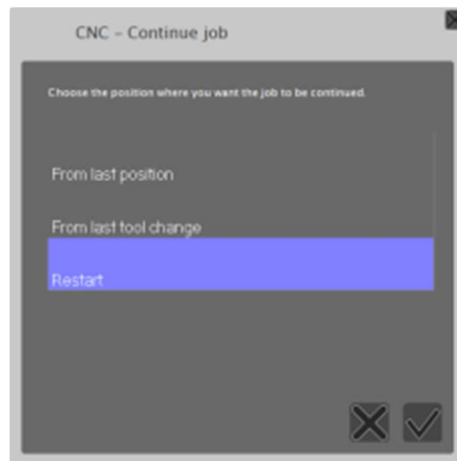 CNC – Continue job
Choose the position where you want the job to be continued.
From last position
From last tool change
Restart